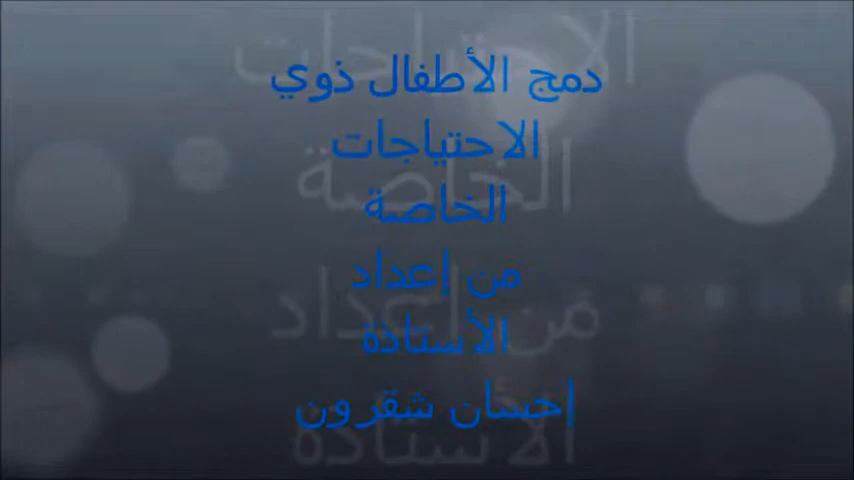 دمج الأطفال ذوي
الاحتياجات
الخاصة
من إعداد
الأستاذة
إحسان شقرون